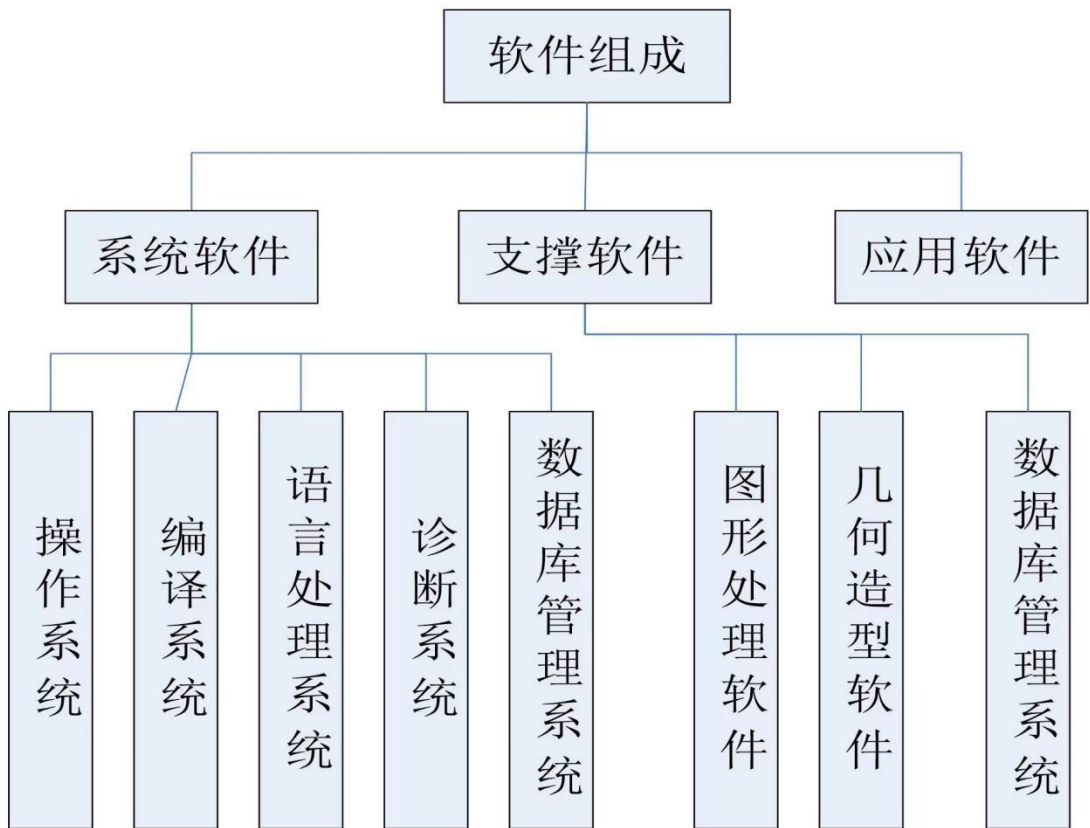 软件组成
系统软件
支撑软件
应用软件
操作系统
编译系统
语言处理系统
诊断系统
数据库管理系统
图形处理软件
几何造型软件
数据库管理系统